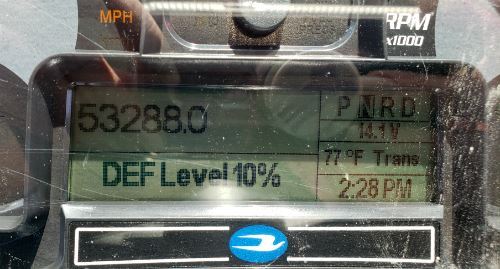 MPH
RPM
x1000
53288.0
P N R D
14.1 V
77 °F Trans
DEF Level 10%
2:28 PM